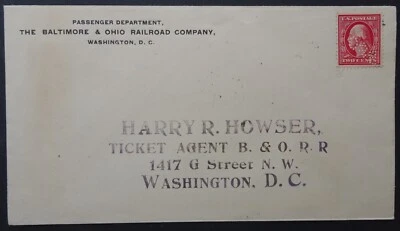 PASSENGER DEPARTMENT,
THE BALTIMORE & OHIO RAILROAD COMPANY,
WASHINGTON, D. C.
U.S. POSTAGE
TWO CENTS
HARRY R. HOWSER,
TICKET AGENT B. & O. R. R
1417 G Street N. W.
WASHINGTON, D. C.